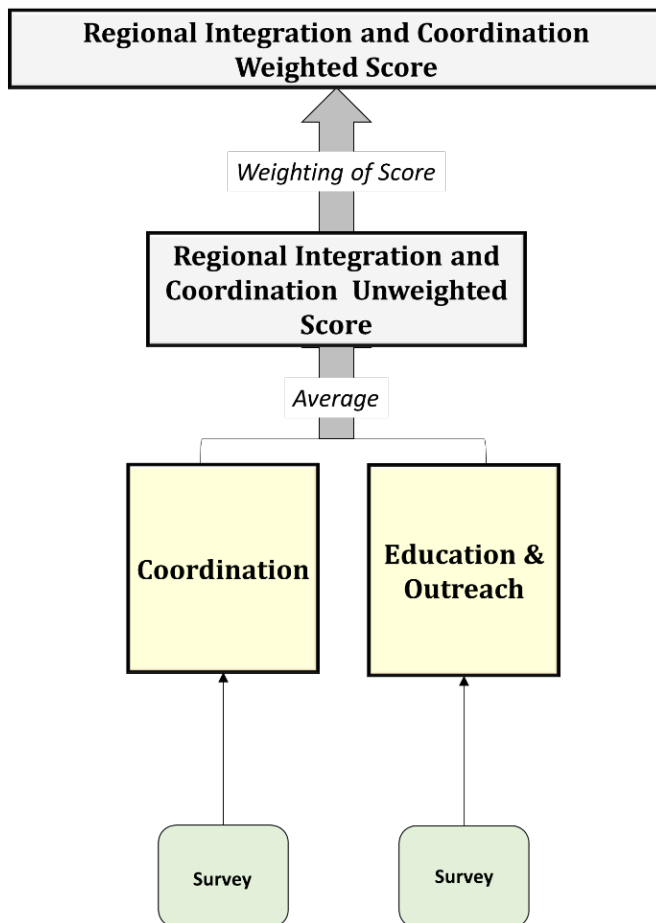 Regional Integration and Coordination
Weighted Score
Weighting of Score
Regional Integration and
Coordination  Unweighted
Score
Average
Coordination
Education &
Outreach
Survey
Survey